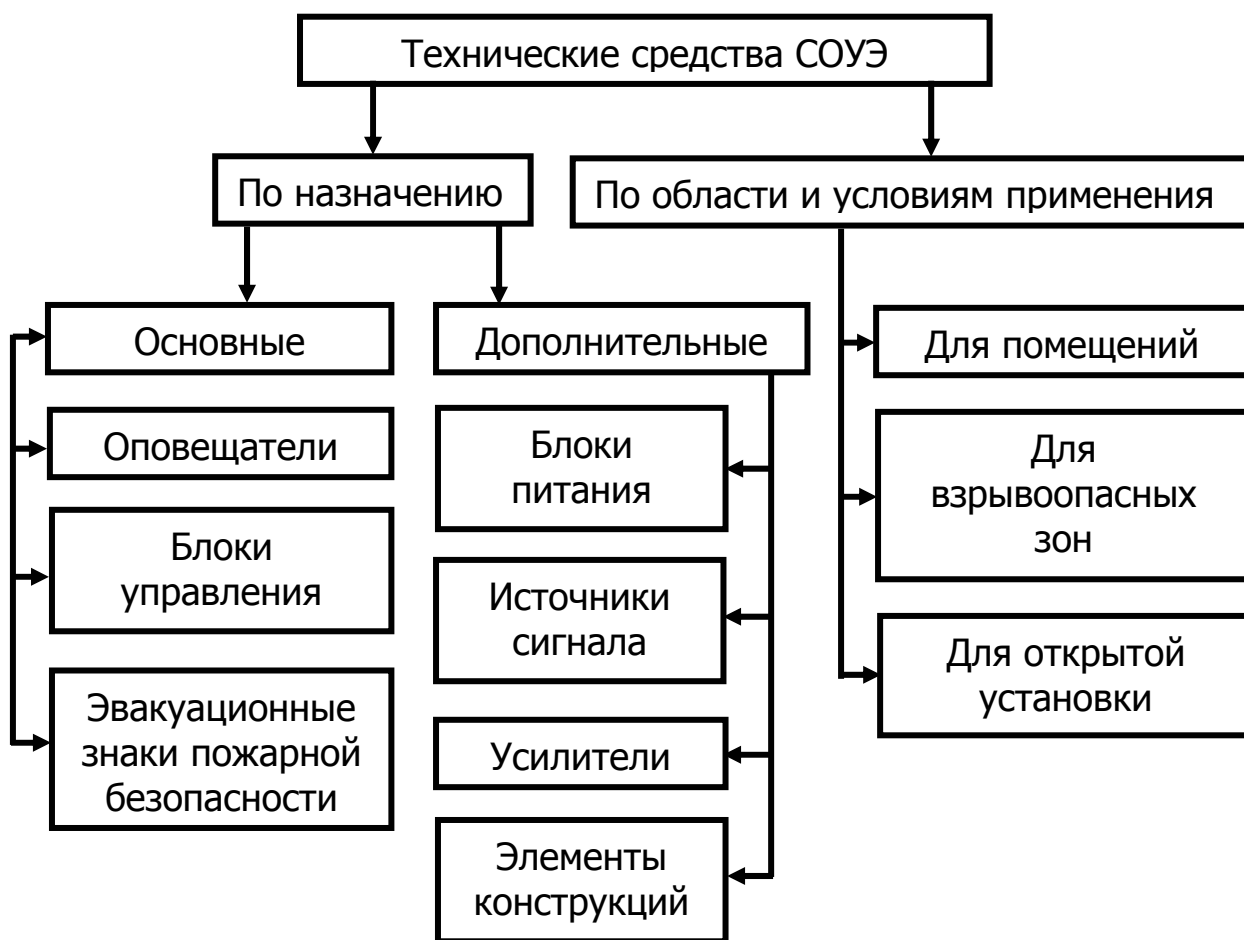 Технические средства СОУЭ
По назначению
По области и условиям применения
Основные
Дополнительные
Для помещений
Оповещатели
Блоки
питания
Для
взрывоопасных
зон
Блоки
управления
Источники
сигнала
Для открытой
установки
Эвакуационные
знаки пожарной
безопасности
Усилители
Элементы
конструкций